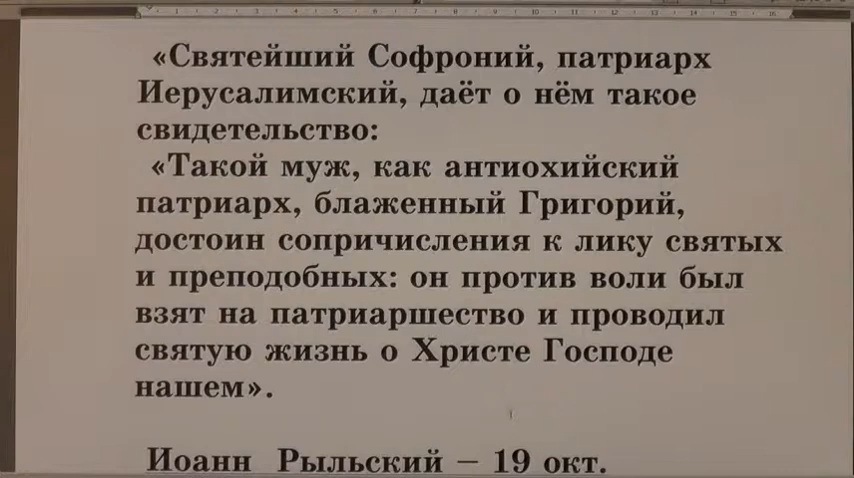 «Святейший Софроний, патриарх
Иерусалимский, даёт о нём такое
свидетельство:
«Такой муж, как антиохийский
патриарх, блаженный Григорий,
достоин сопричисления к лику святых
и преподобных: он против воли был
взят на патриаршество и проводил
святую жизнь о Христе Господе
нашем».
Иоанн Рыльский – 19 окт.